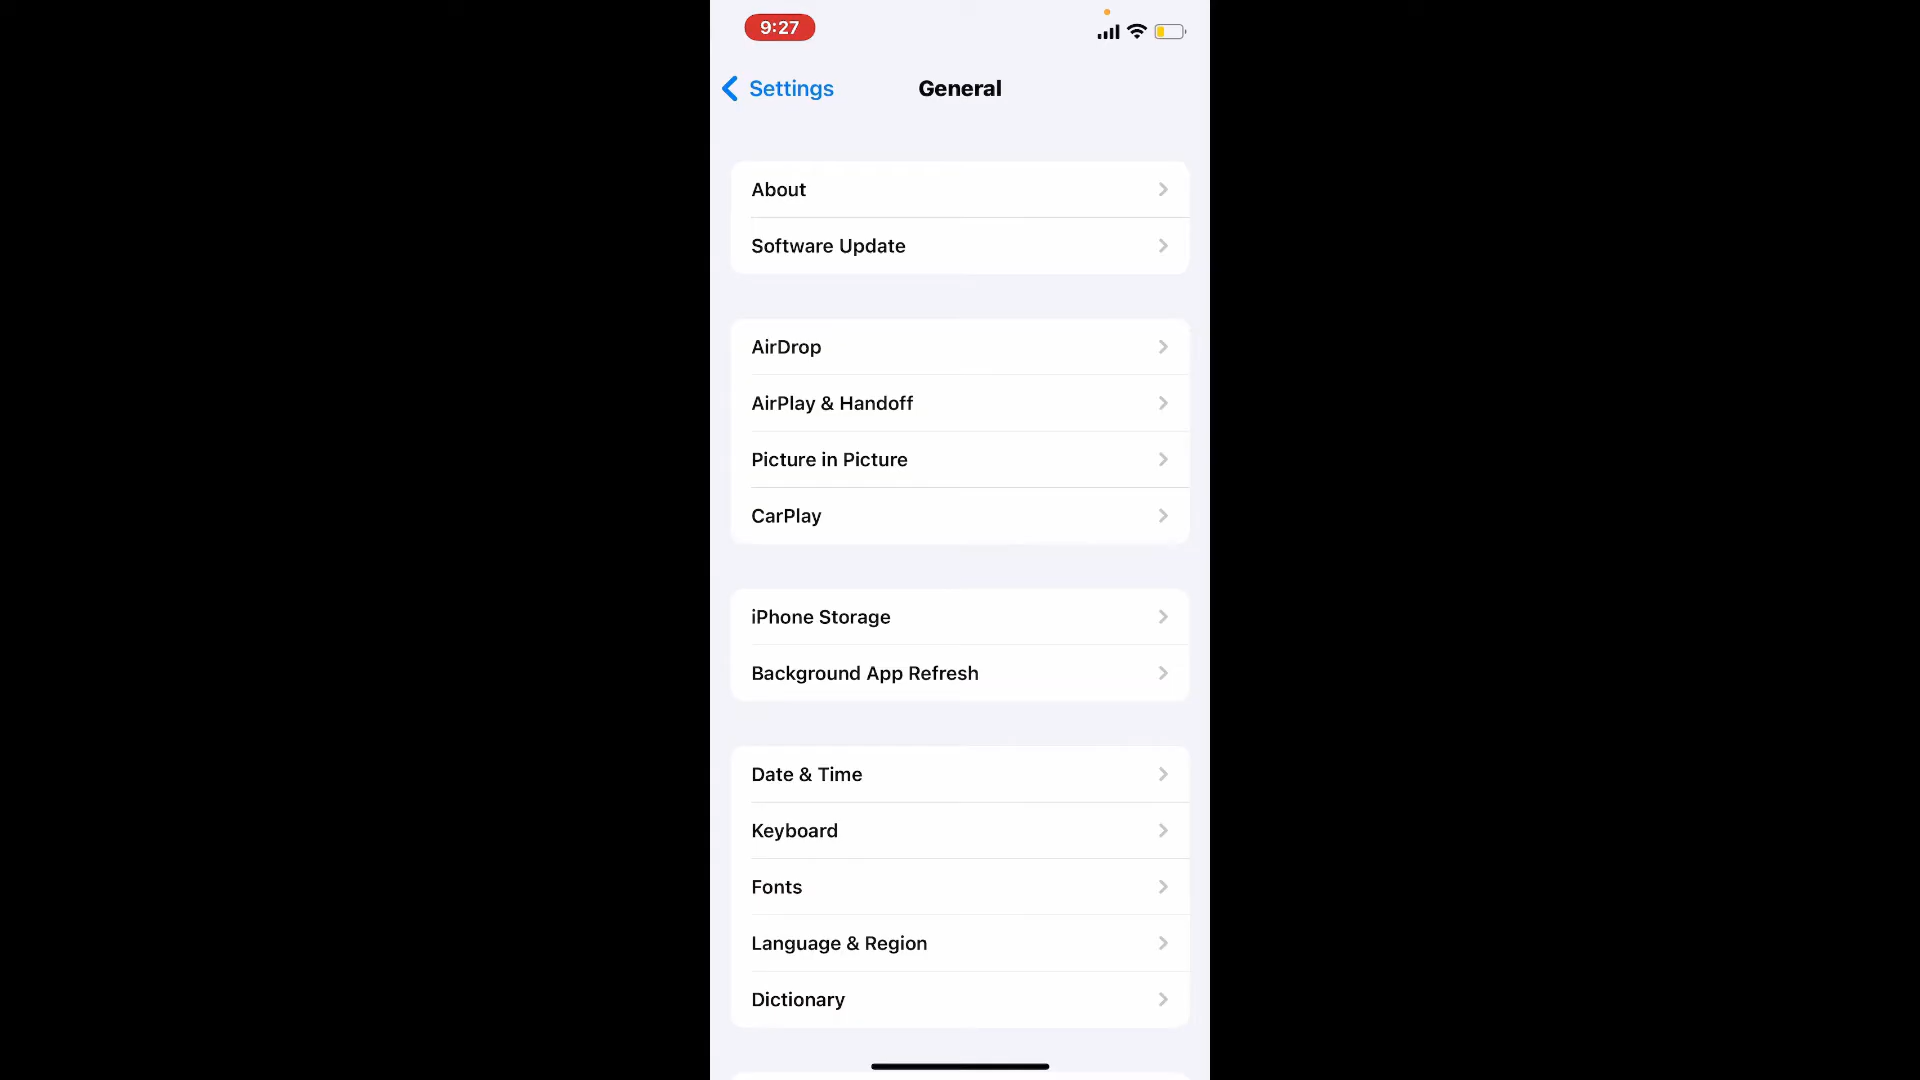 9:27
Settings
General
About
Software Update
AirDrop
AirPlay & Handoff
Picture in Picture
CarPlay
iPhone Storage
Background App Refresh
Date & Time
Keyboard
Fonts
Language & Region
Dictionary